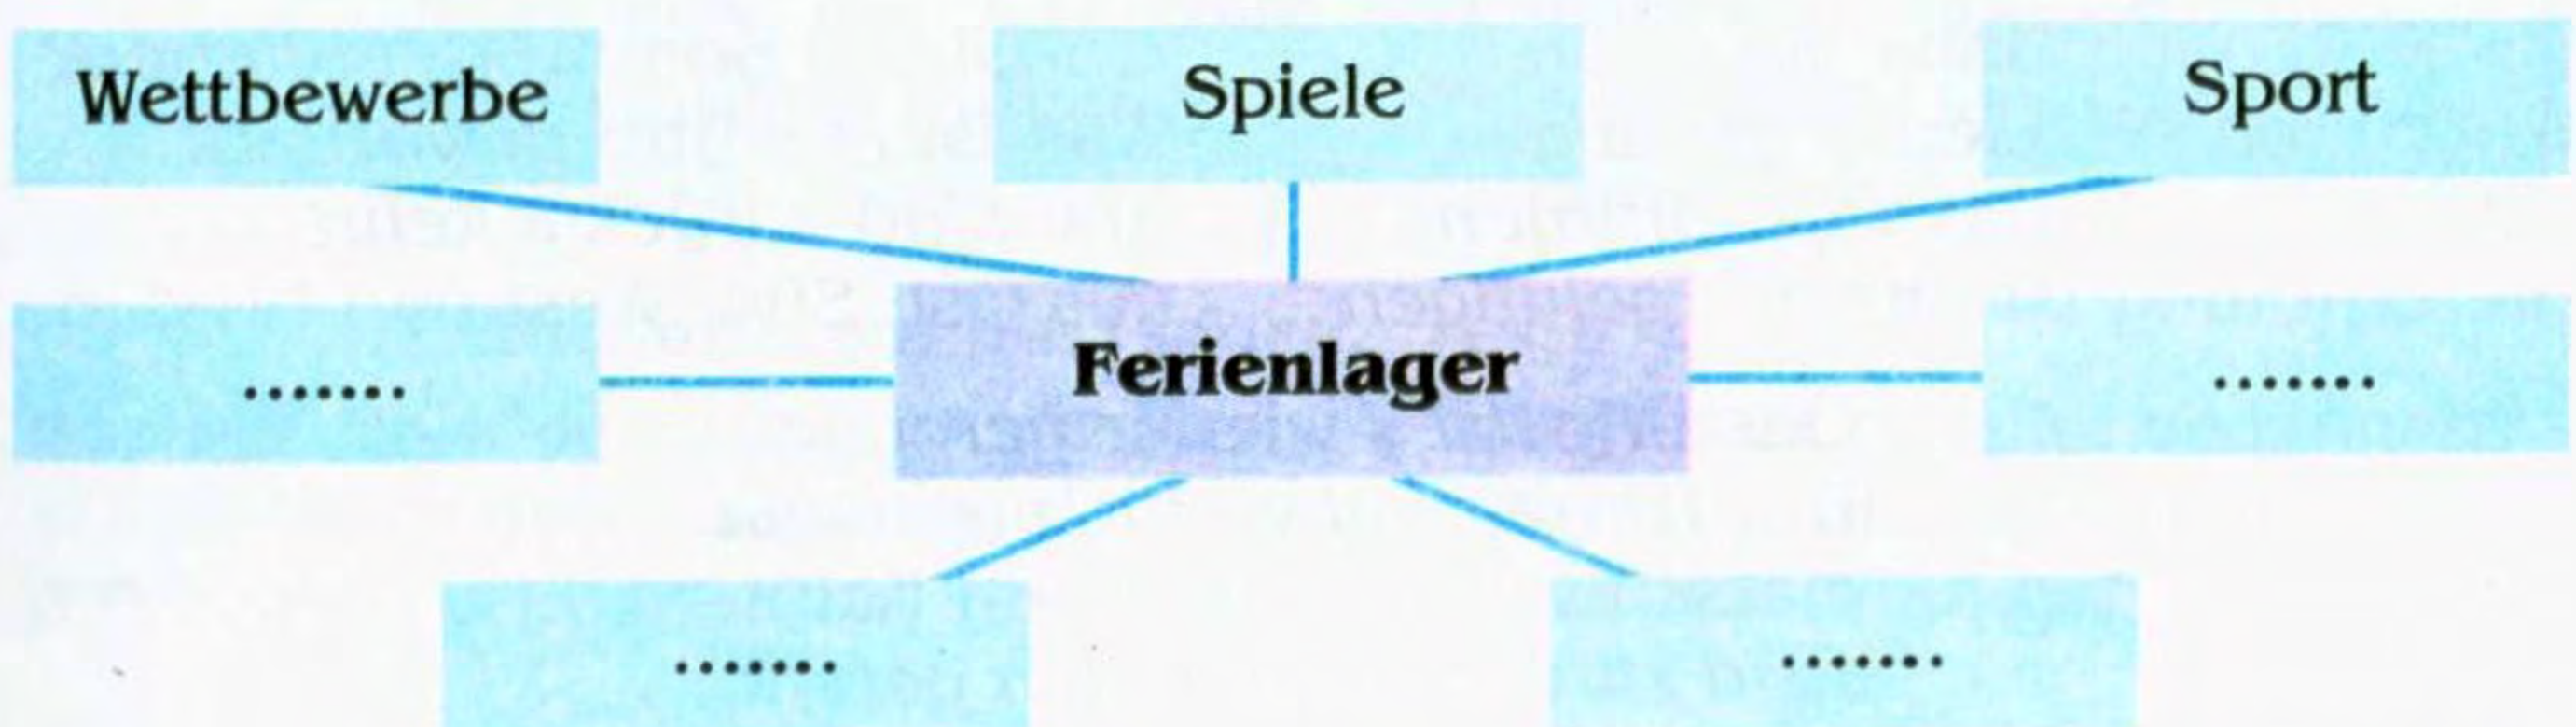 Wettbewerbe
Spiele
Sport
.......
Ferienlager
.......
.......
.......